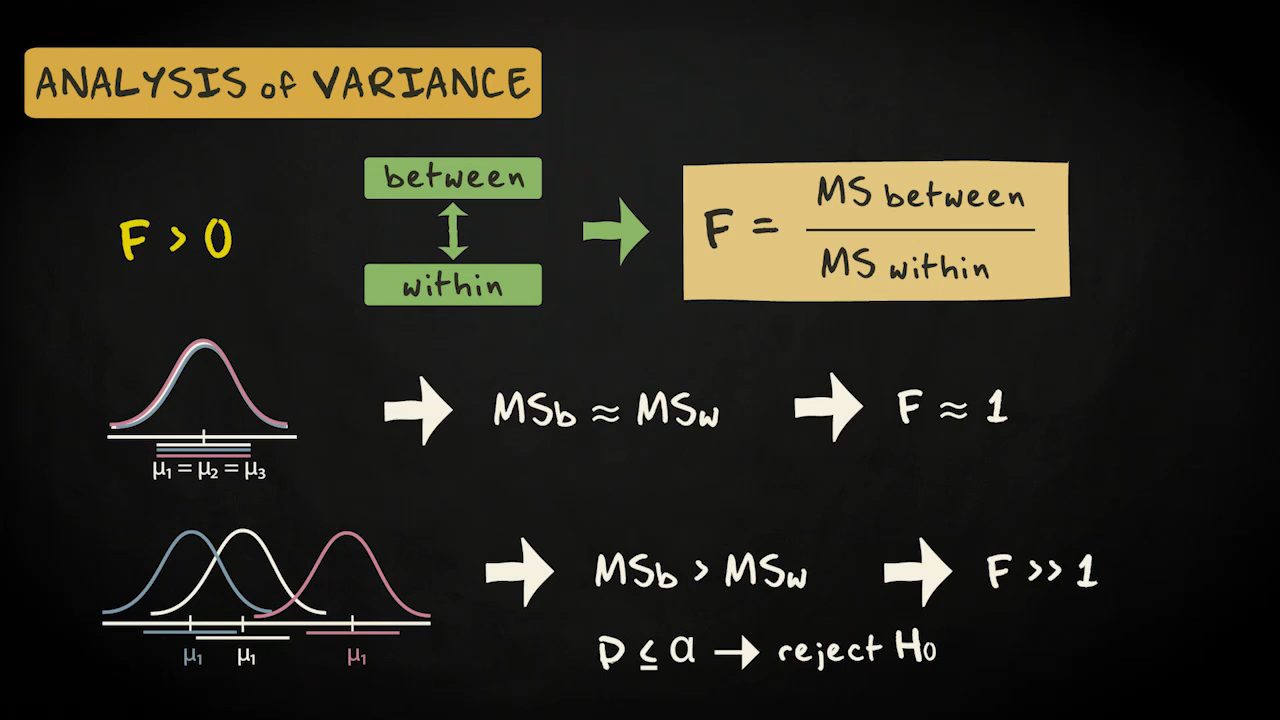 ANALYSIS of VARIANCE
between
within
F > 0
F = MS between
MS within
μ₁ = μ₂ = μ₃
MSb ≈ MSw
F ≈ 1
μ₁ μ₁ μ₁
MSb > MSw
F >> 1
P ≤ α → reject H₀